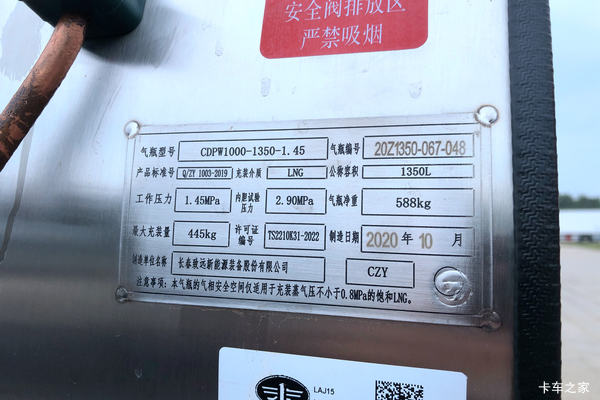 安全阀排放区
严禁吸烟
气瓶型号 CDPW1000-1350-1.45 气瓶编号 20Z1350-067-048
产品标准号 Q/ZY 1003-2019 充装介质 LNG 公称容积 1350L
工作压力 1.45MPa 内胆试验压力 2.90MPa 气瓶净重 588kg
最大充装量 445kg 许可证编号 TS2210K31-2022 制造日期 2020年10月
制造单位名称 长春致远新能源装备股份有限公司 CZY
注意事项：本气瓶的气相安全空间仅适用于充装蒸气压不小于0.8MPa的饱和LNG。
LAJ15
卡车之家